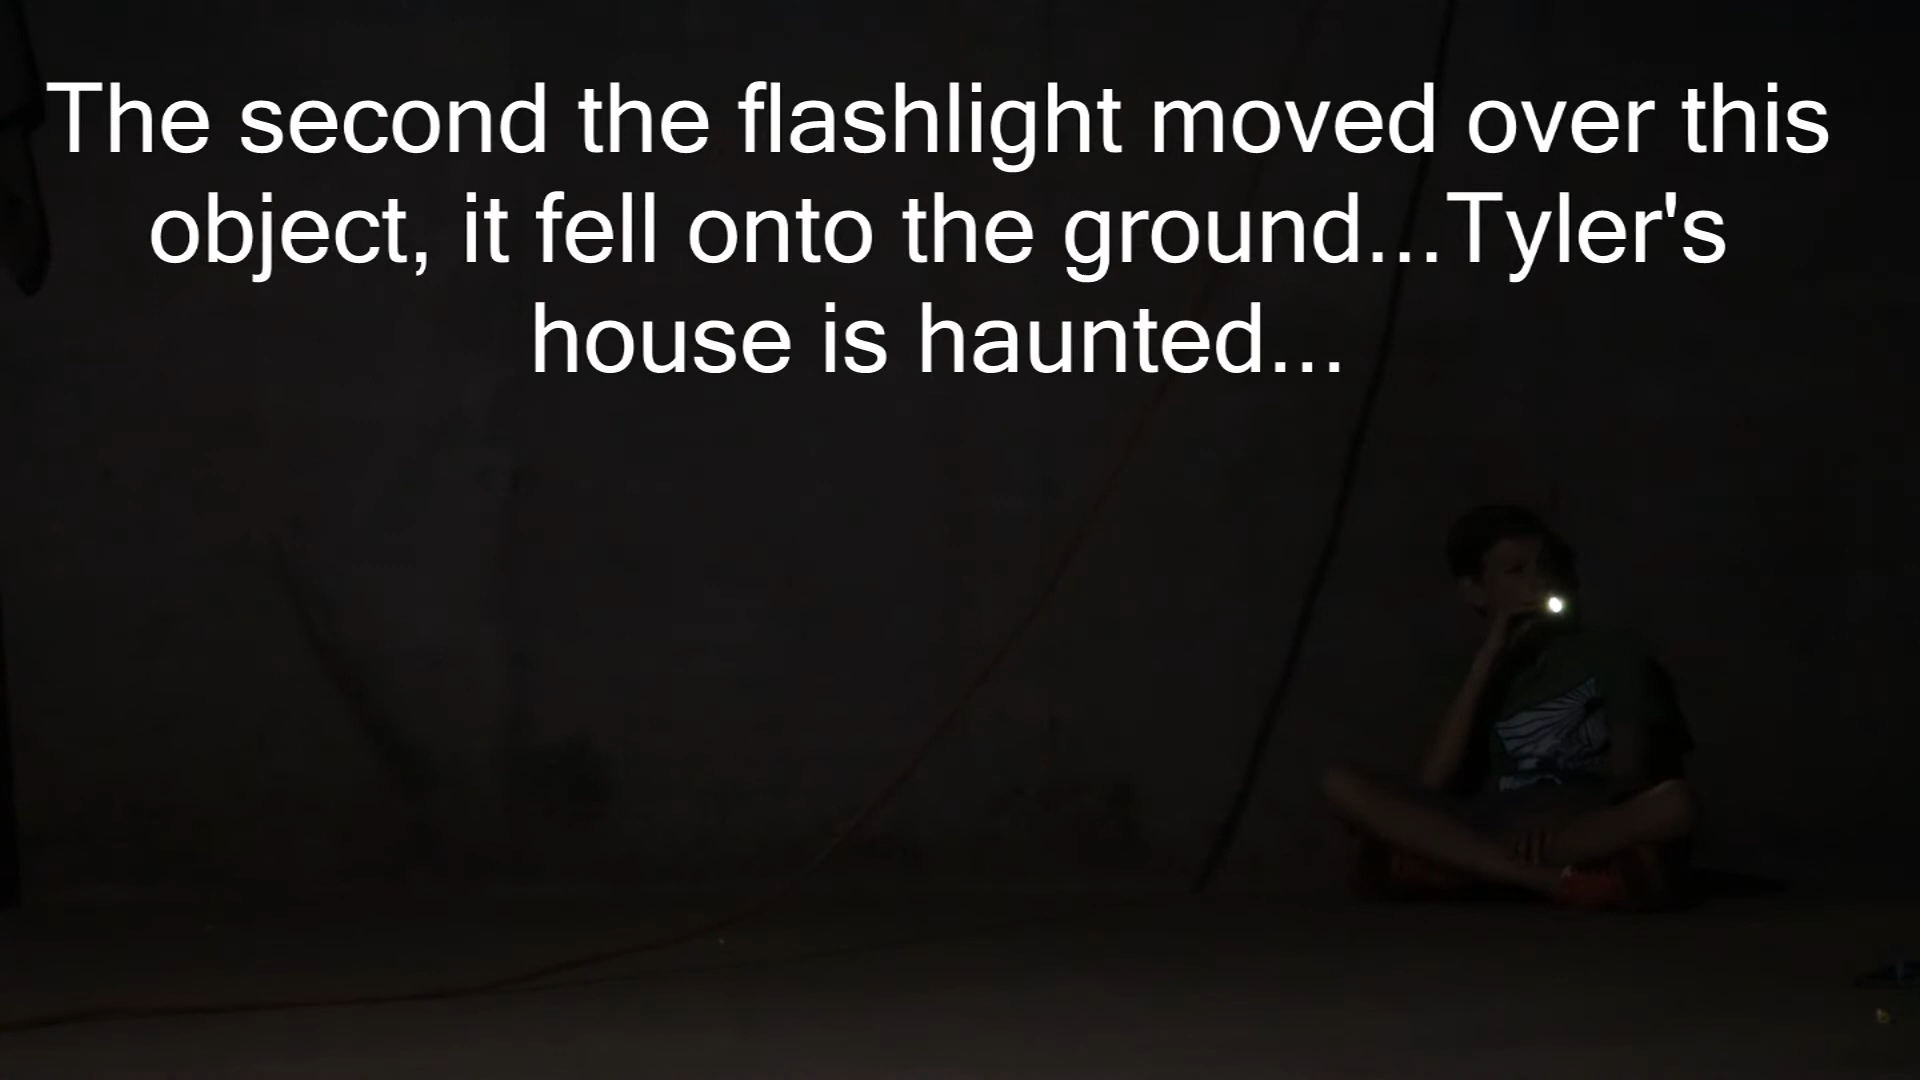 The second the flashlight moved over this
object, it fell onto the ground...Tyler's
house is haunted...